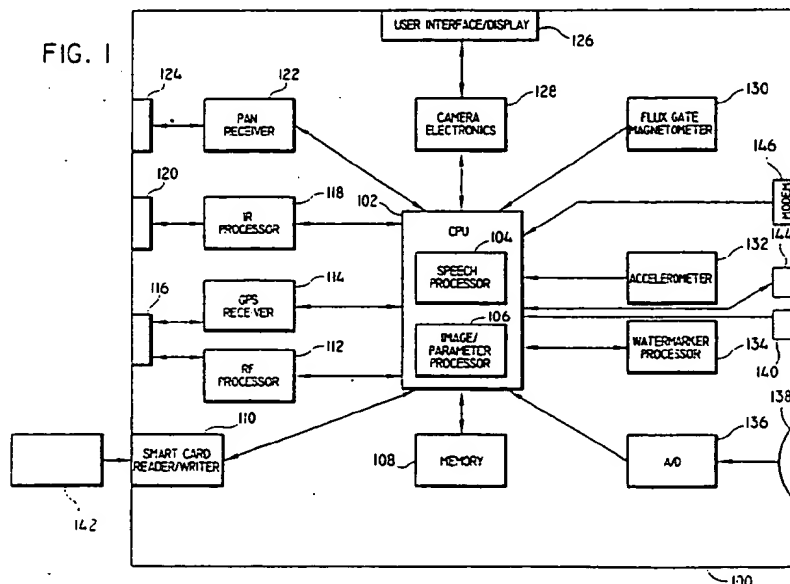 USER INTERFACE/DISPLAY
126
FIG. 1
124
122
128
130
PAN
RECEIVER
CAMERA
ELECTRONICS
FLUX GATE
MAGNETOMETER
146
MODEM
120
118
102
IR
PROCESSOR
CPU
104
SPEECH
PROCESSOR
132
ACCELEROMETER
144
116
114
GPS
RECEIVER
106
IMAGE/
PARAMETER
PROCESSOR
WATERMARKER
PROCESSOR
134
140
112
RF
PROCESSOR
110
SMART CARD
READER/WRITER
142
108
MEMORY
136
A/D
138
100